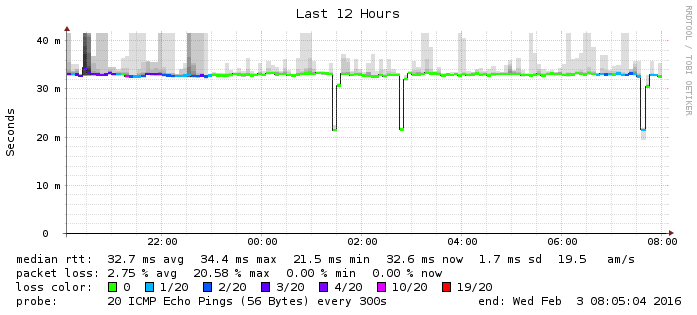 Last 12 Hours
RRDTOOL / TOBI OETIKER
Seconds
40 m
30 m
20 m
10 m
0
22:00 00:00 02:00 04:00 06:00 08:00
median rtt: 32.7 ms avg 34.4 ms max 21.5 ms min 32.6 ms now 1.7 ms sd 19.5 am/s
packet loss: 2.75 % avg 20.58 % max 0.00 % min 0.00 % now
loss color: 0 1/20 2/20 3/20 4/20 10/20 19/20
probe: 20 ICMP Echo Pings (56 Bytes) every 300s end: Wed Feb 3 08:05:04 2016